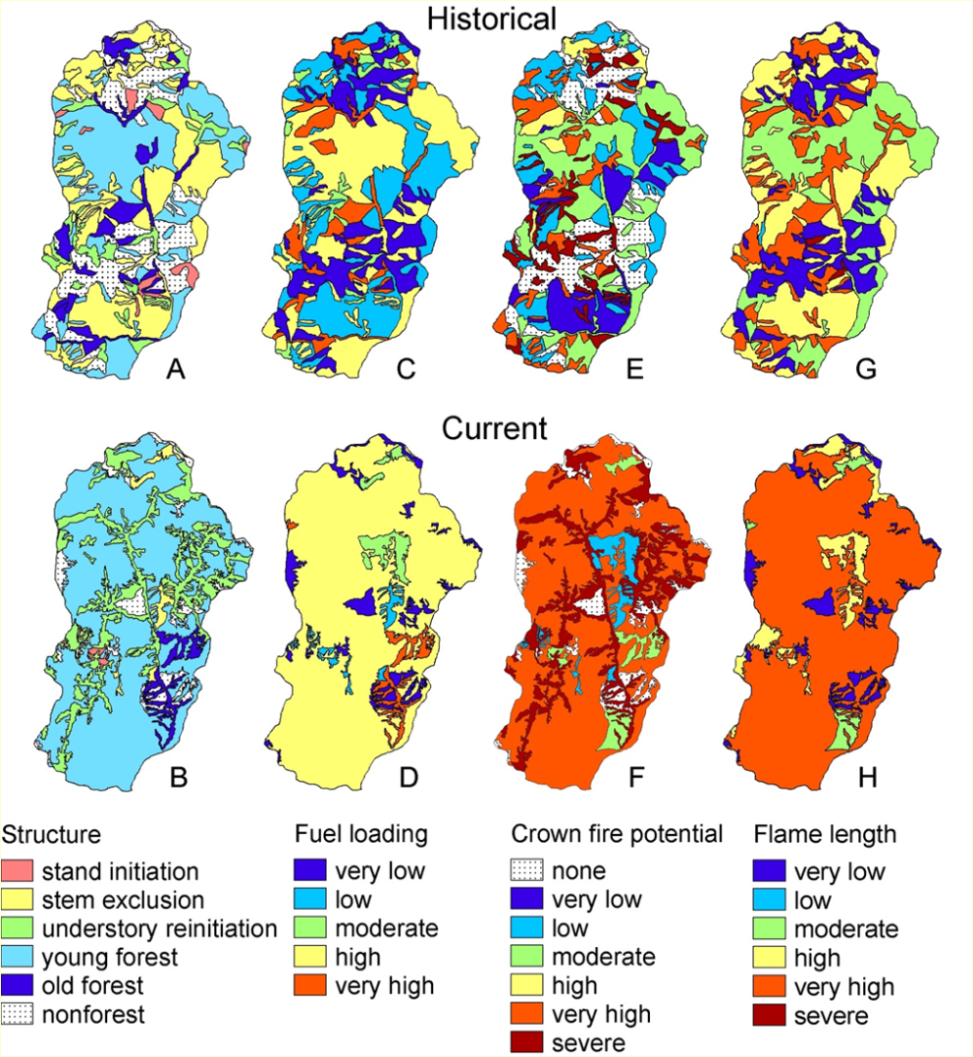 Historical
A
C
E
G
Current
B
D
F
H
Structure
stand initiation
stem exclusion
understory reinitiation
young forest
old forest
nonforest
Fuel loading
very low
low
moderate
high
very high
Crown fire potential
none
very low
low
moderate
high
very high
severe
Flame length
very low
low
moderate
high
very high
severe